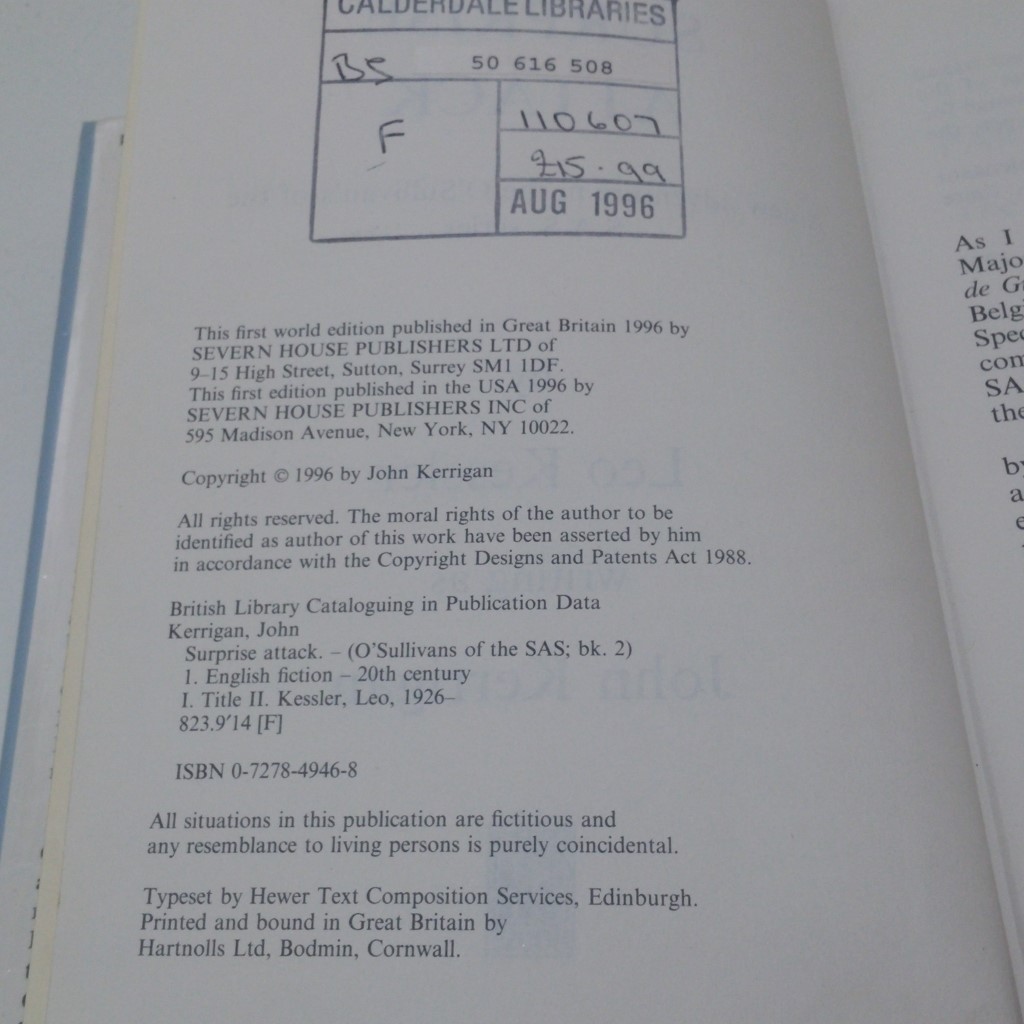 CALDERDALE LIBRARIES
BS 50 616 508
F
110607
£15.99
AUG 1996
This first world edition published in Great Britain 1996 by
SEVERN HOUSE PUBLISHERS LTD of
9–15 High Street, Sutton, Surrey SM1 1DF.
This first edition published in the USA 1996 by
SEVERN HOUSE PUBLISHERS INC of
595 Madison Avenue, New York, NY 10022.
Copyright © 1996 by John Kerrigan
All rights reserved. The moral rights of the author to be
identified as author of this work have been asserted by him
in accordance with the Copyright Designs and Patents Act 1988.
British Library Cataloguing in Publication Data
Kerrigan, John
Surprise attack. – (O'Sullivans of the SAS; bk. 2)
1. English fiction – 20th century
I. Title II. Kessler, Leo, 1926–
823.9'14 [F]
ISBN 0-7278-4946-8
All situations in this publication are fictitious and
any resemblance to living persons is purely coincidental.
Typeset by Hewer Text Composition Services, Edinburgh.
Printed and bound in Great Britain by
Hartnolls Ltd, Bodmin, Cornwall.
As I
Majo
de G
Belg
Spec
com
SA
the
by
a